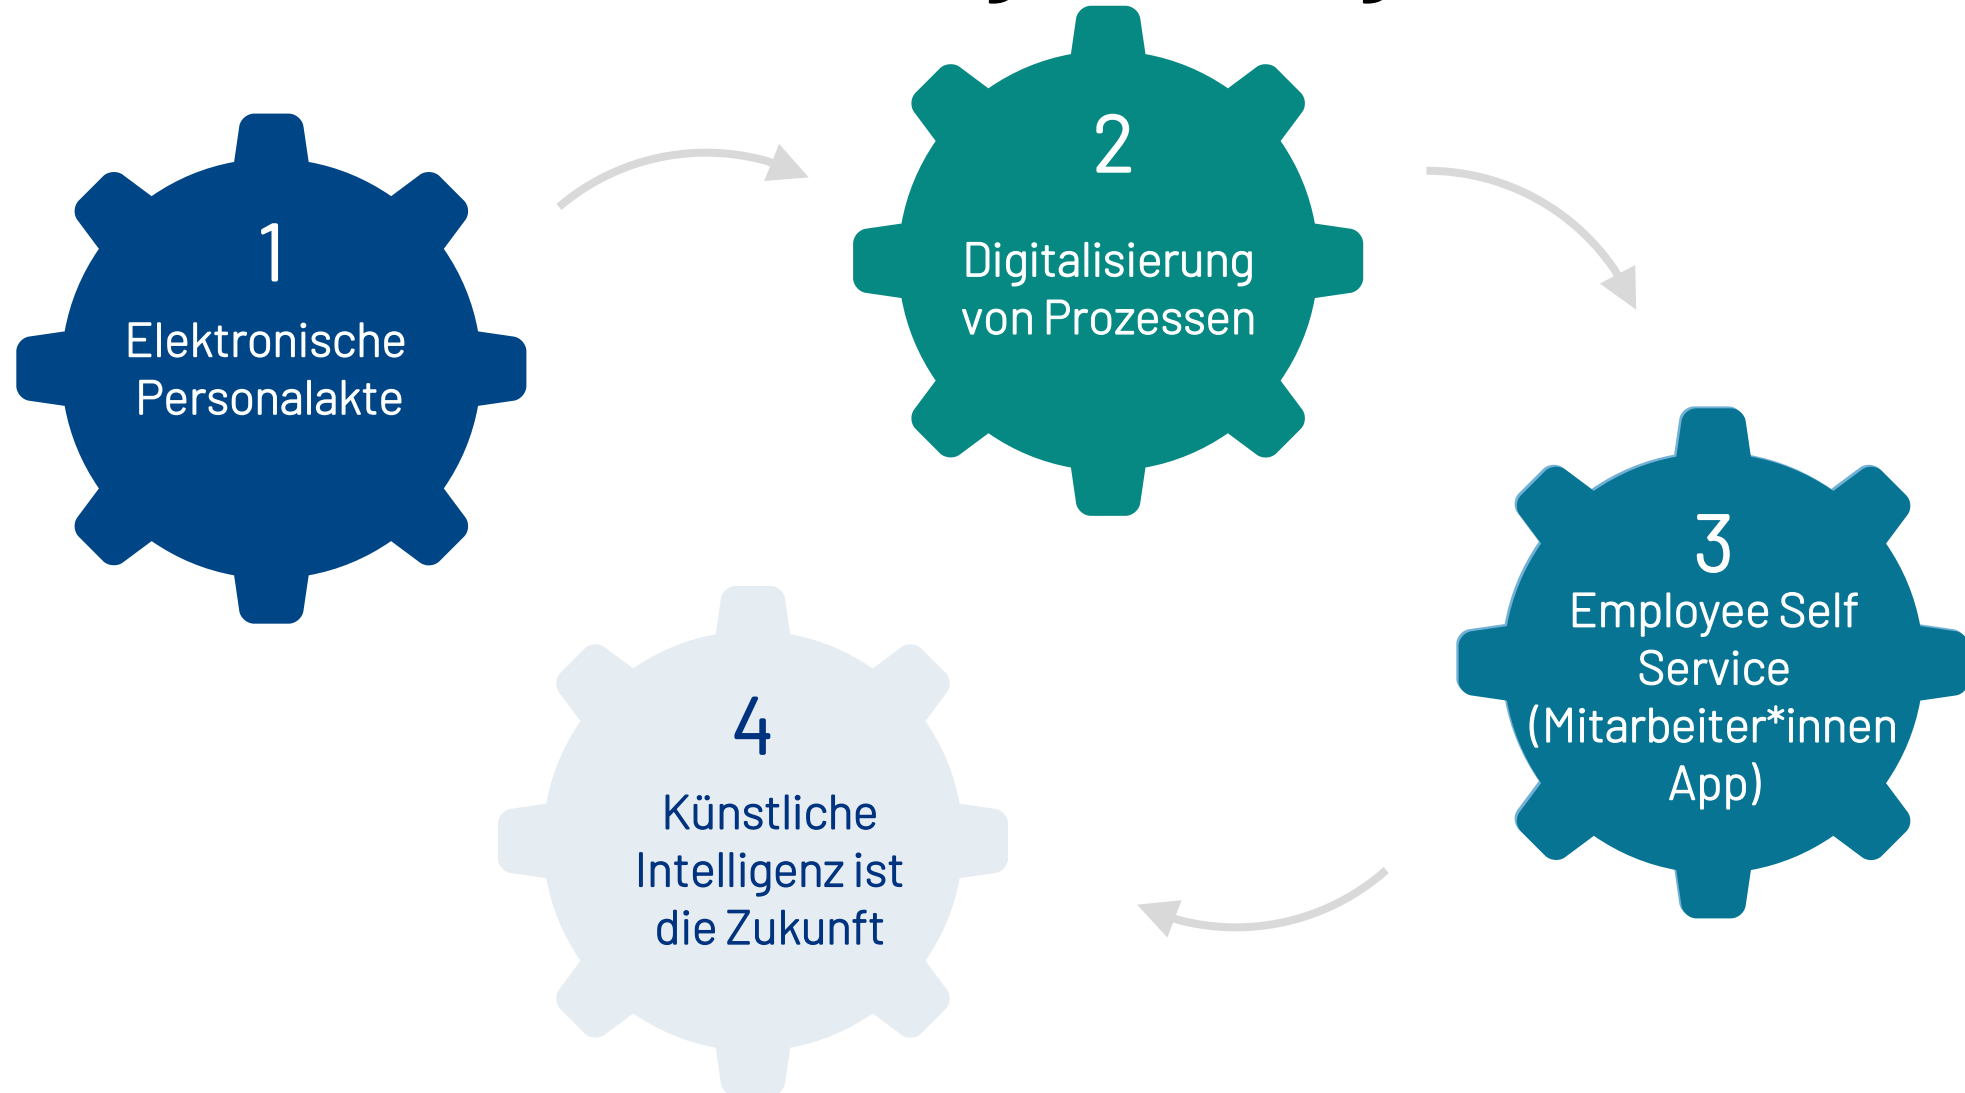 1
Elektronische
Personalakte
2
Digitalisierung
von Prozessen
3
Employee Self
Service
(Mitarbeiter*innen
App)
4
Künstliche
Intelligenz ist
die Zukunft